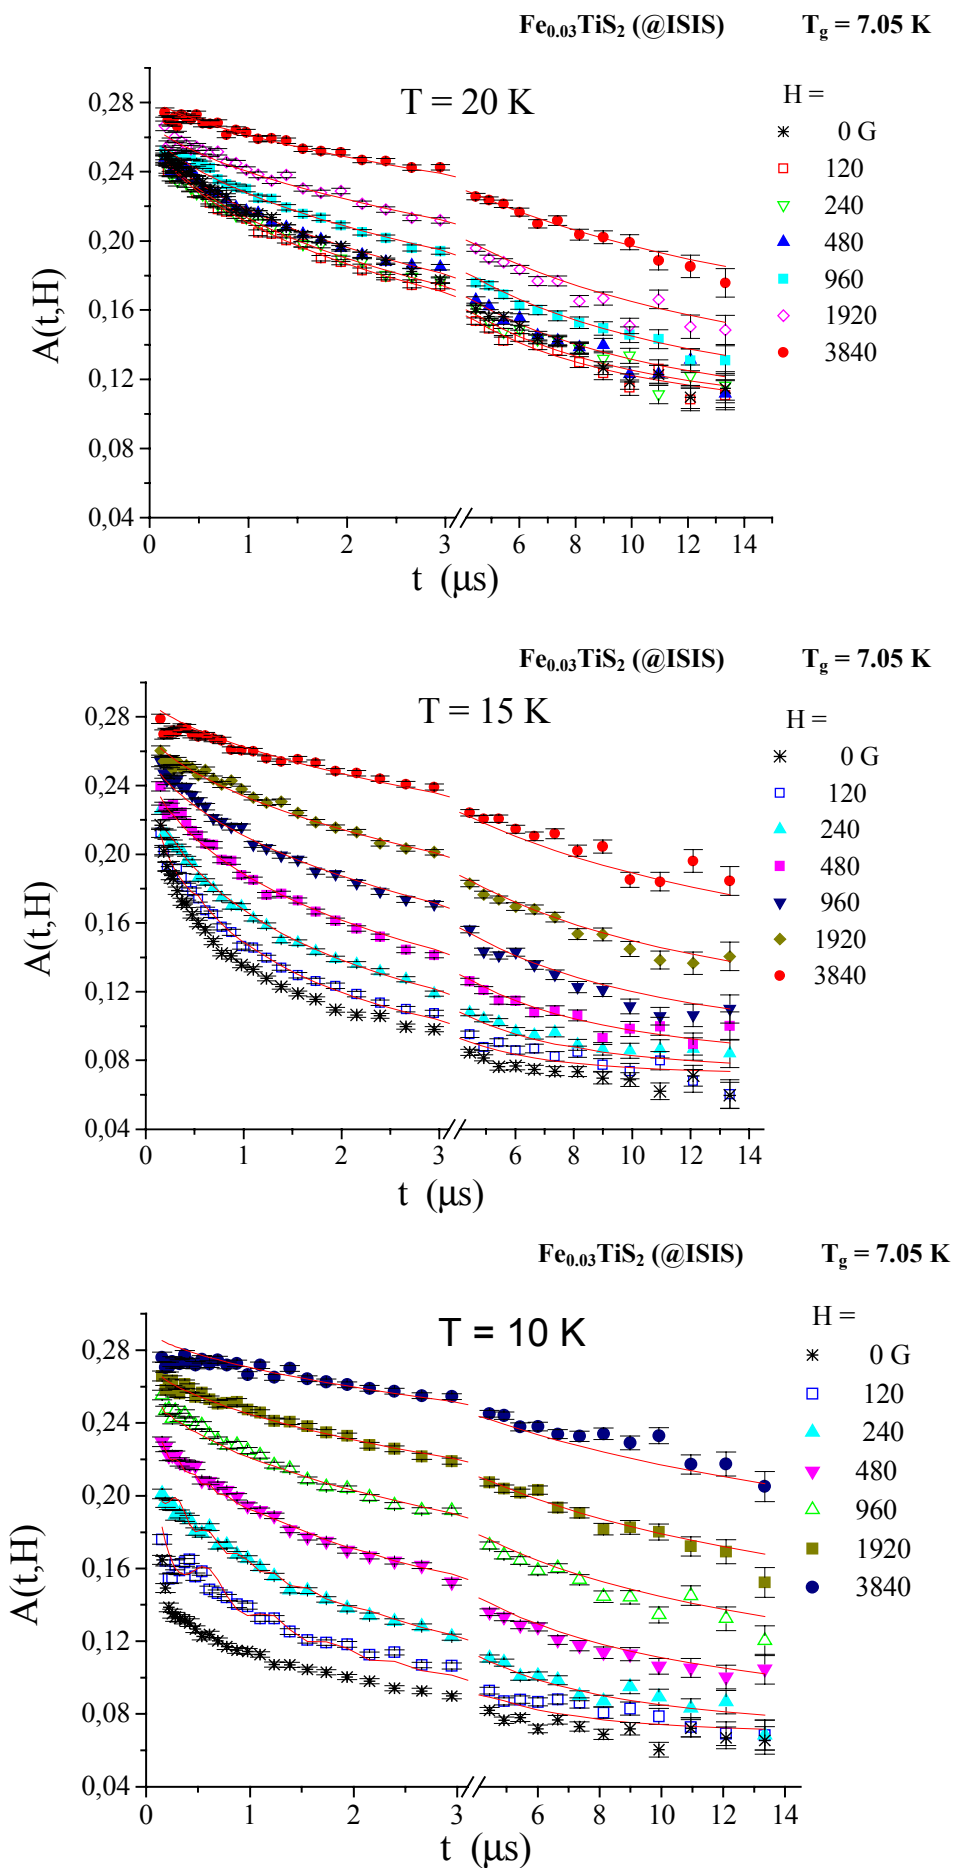 Fe0.03TiS2 (@ISIS) Tg = 7.05 K
T = 20 K
H =
0 G
120
240
480
960
1920
3840
0,28
0,24
0,20
0,16
0,12
0,08
0,04
A(t,H)
0 1 2 3 6 8 10 12 14
t (μs)
Fe0.03TiS2 (@ISIS) Tg = 7.05 K
T = 15 K
H =
0 G
120
240
480
960
1920
3840
0,28
0,24
0,20
0,16
0,12
0,08
0,04
A(t,H)
0 1 2 3 6 8 10 12 14
t (μs)
Fe0.03TiS2 (@ISIS) Tg = 7.05 K
T = 10 K
H =
0 G
120
240
480
960
1920
3840
0,28
0,24
0,20
0,16
0,12
0,08
0,04
A(t,H)
0 1 2 3 6 8 10 12 14
t (μs)